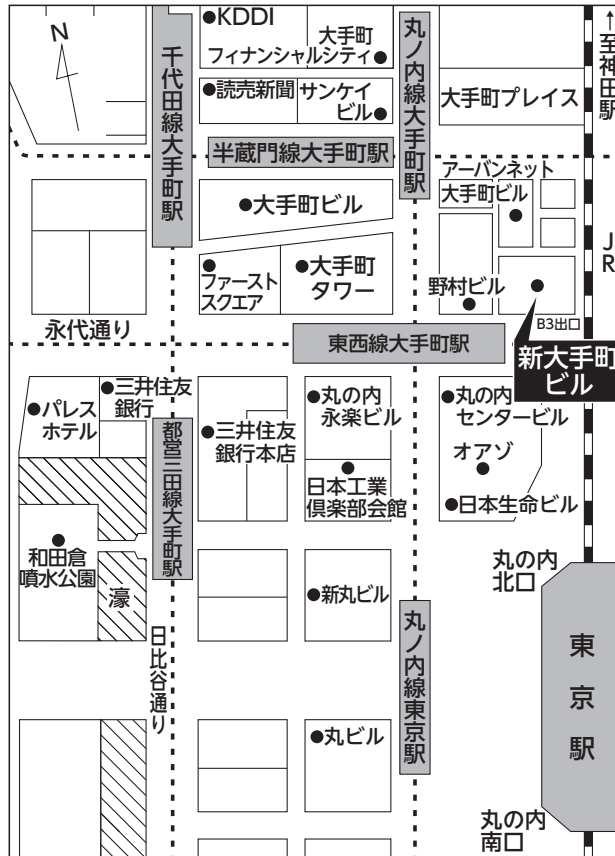 N
KDDI
大手町
フィナンシャルシティ
読売新聞
サンケイ
ビル
大手町プレイス
↑至神田駅
千代田線大手町駅
丸ノ内線大手町駅
半蔵門線大手町駅
アーバンネット
大手町ビル
大手町ビル
JR
ファースト
スクエア
大手町
タワー
野村ビル
B3出口
永代通り
東西線大手町駅
新大手町
ビル
パレス
ホテル
三井住友
銀行
三井住友
銀行本店
丸の内
永楽ビル
丸の内
センタービル
オアゾ
都営三田線大手町駅
日本工業
倶楽部会館
日本生命ビル
和田倉
噴水公園
濠
新丸ビル
丸の内
北口
丸ノ内線東京駅
東京駅
日比谷通り
丸ビル
丸の内
南口